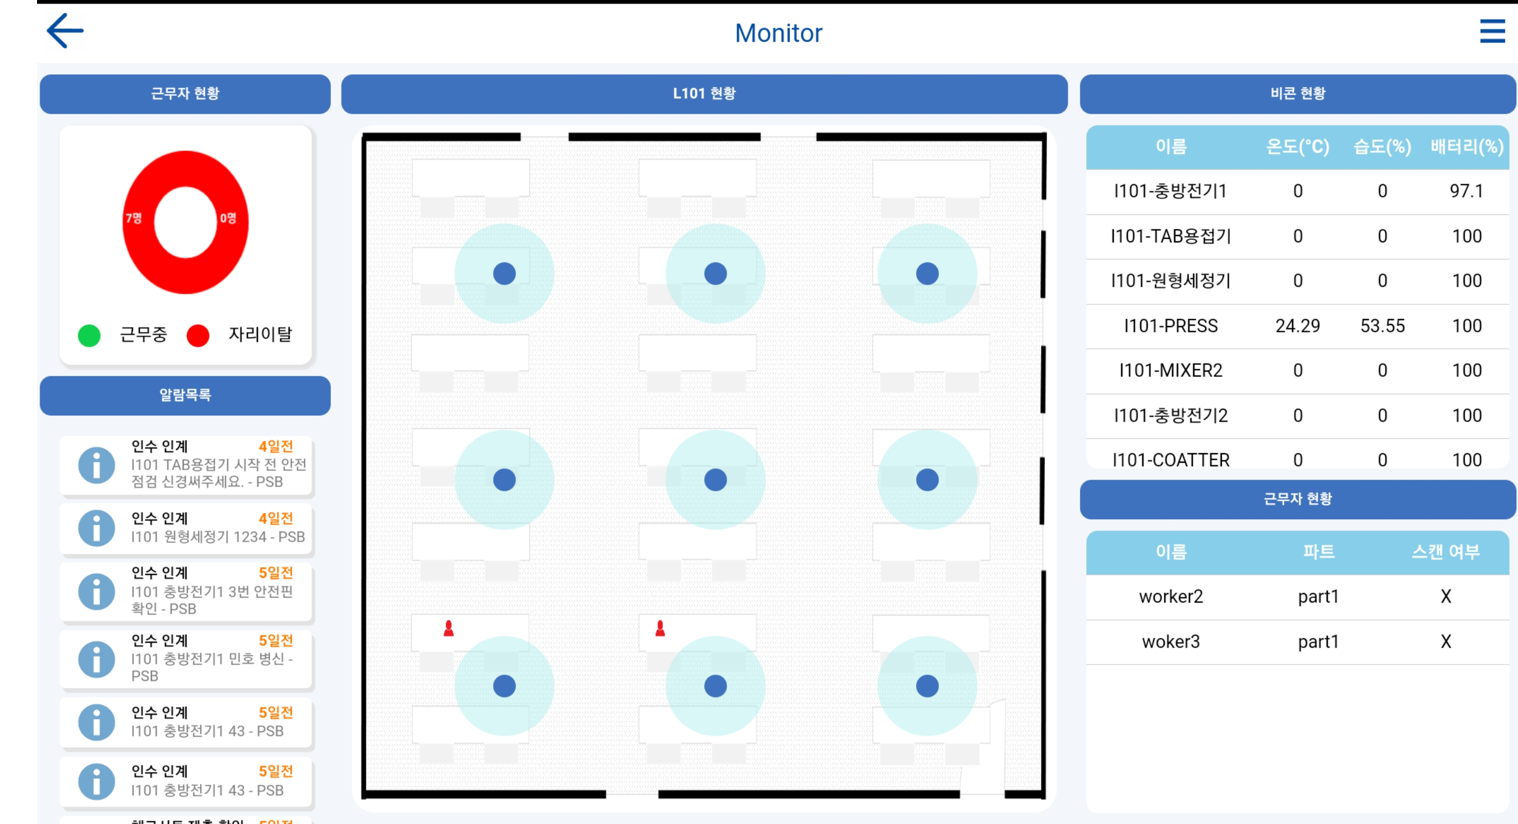 Monitor
근무자 현황
7명
0명
근무중
자리이탈
알람목록
인수 인계 4일전
I101 TAB용접기 시작 전 안전
점검 신경써주세요. - PSB
인수 인계 4일전
I101 원형세정기 1234 - PSB
인수 인계 5일전
I101 충방전기1 3번 안전핀
확인 - PSB
인수 인계 5일전
I101 충방전기1 민호 병신 -
PSB
인수 인계 5일전
I101 충방전기1 43 - PSB
인수 인계 5일전
I101 충방전기1 43 - PSB
L101 현황
비콘 현황
이름 온도(°C) 습도(%) 배터리(%)
I101-충방전기1 0 0 97.1
I101-TAB용접기 0 0 100
I101-원형세정기 0 0 100
I101-PRESS 24.29 53.55 100
I101-MIXER2 0 0 100
I101-충방전기2 0 0 100
I101-COATTER 0 0 100
근무자 현황
이름 파트 스캔 여부
worker2 part1 X
woker3 part1 X